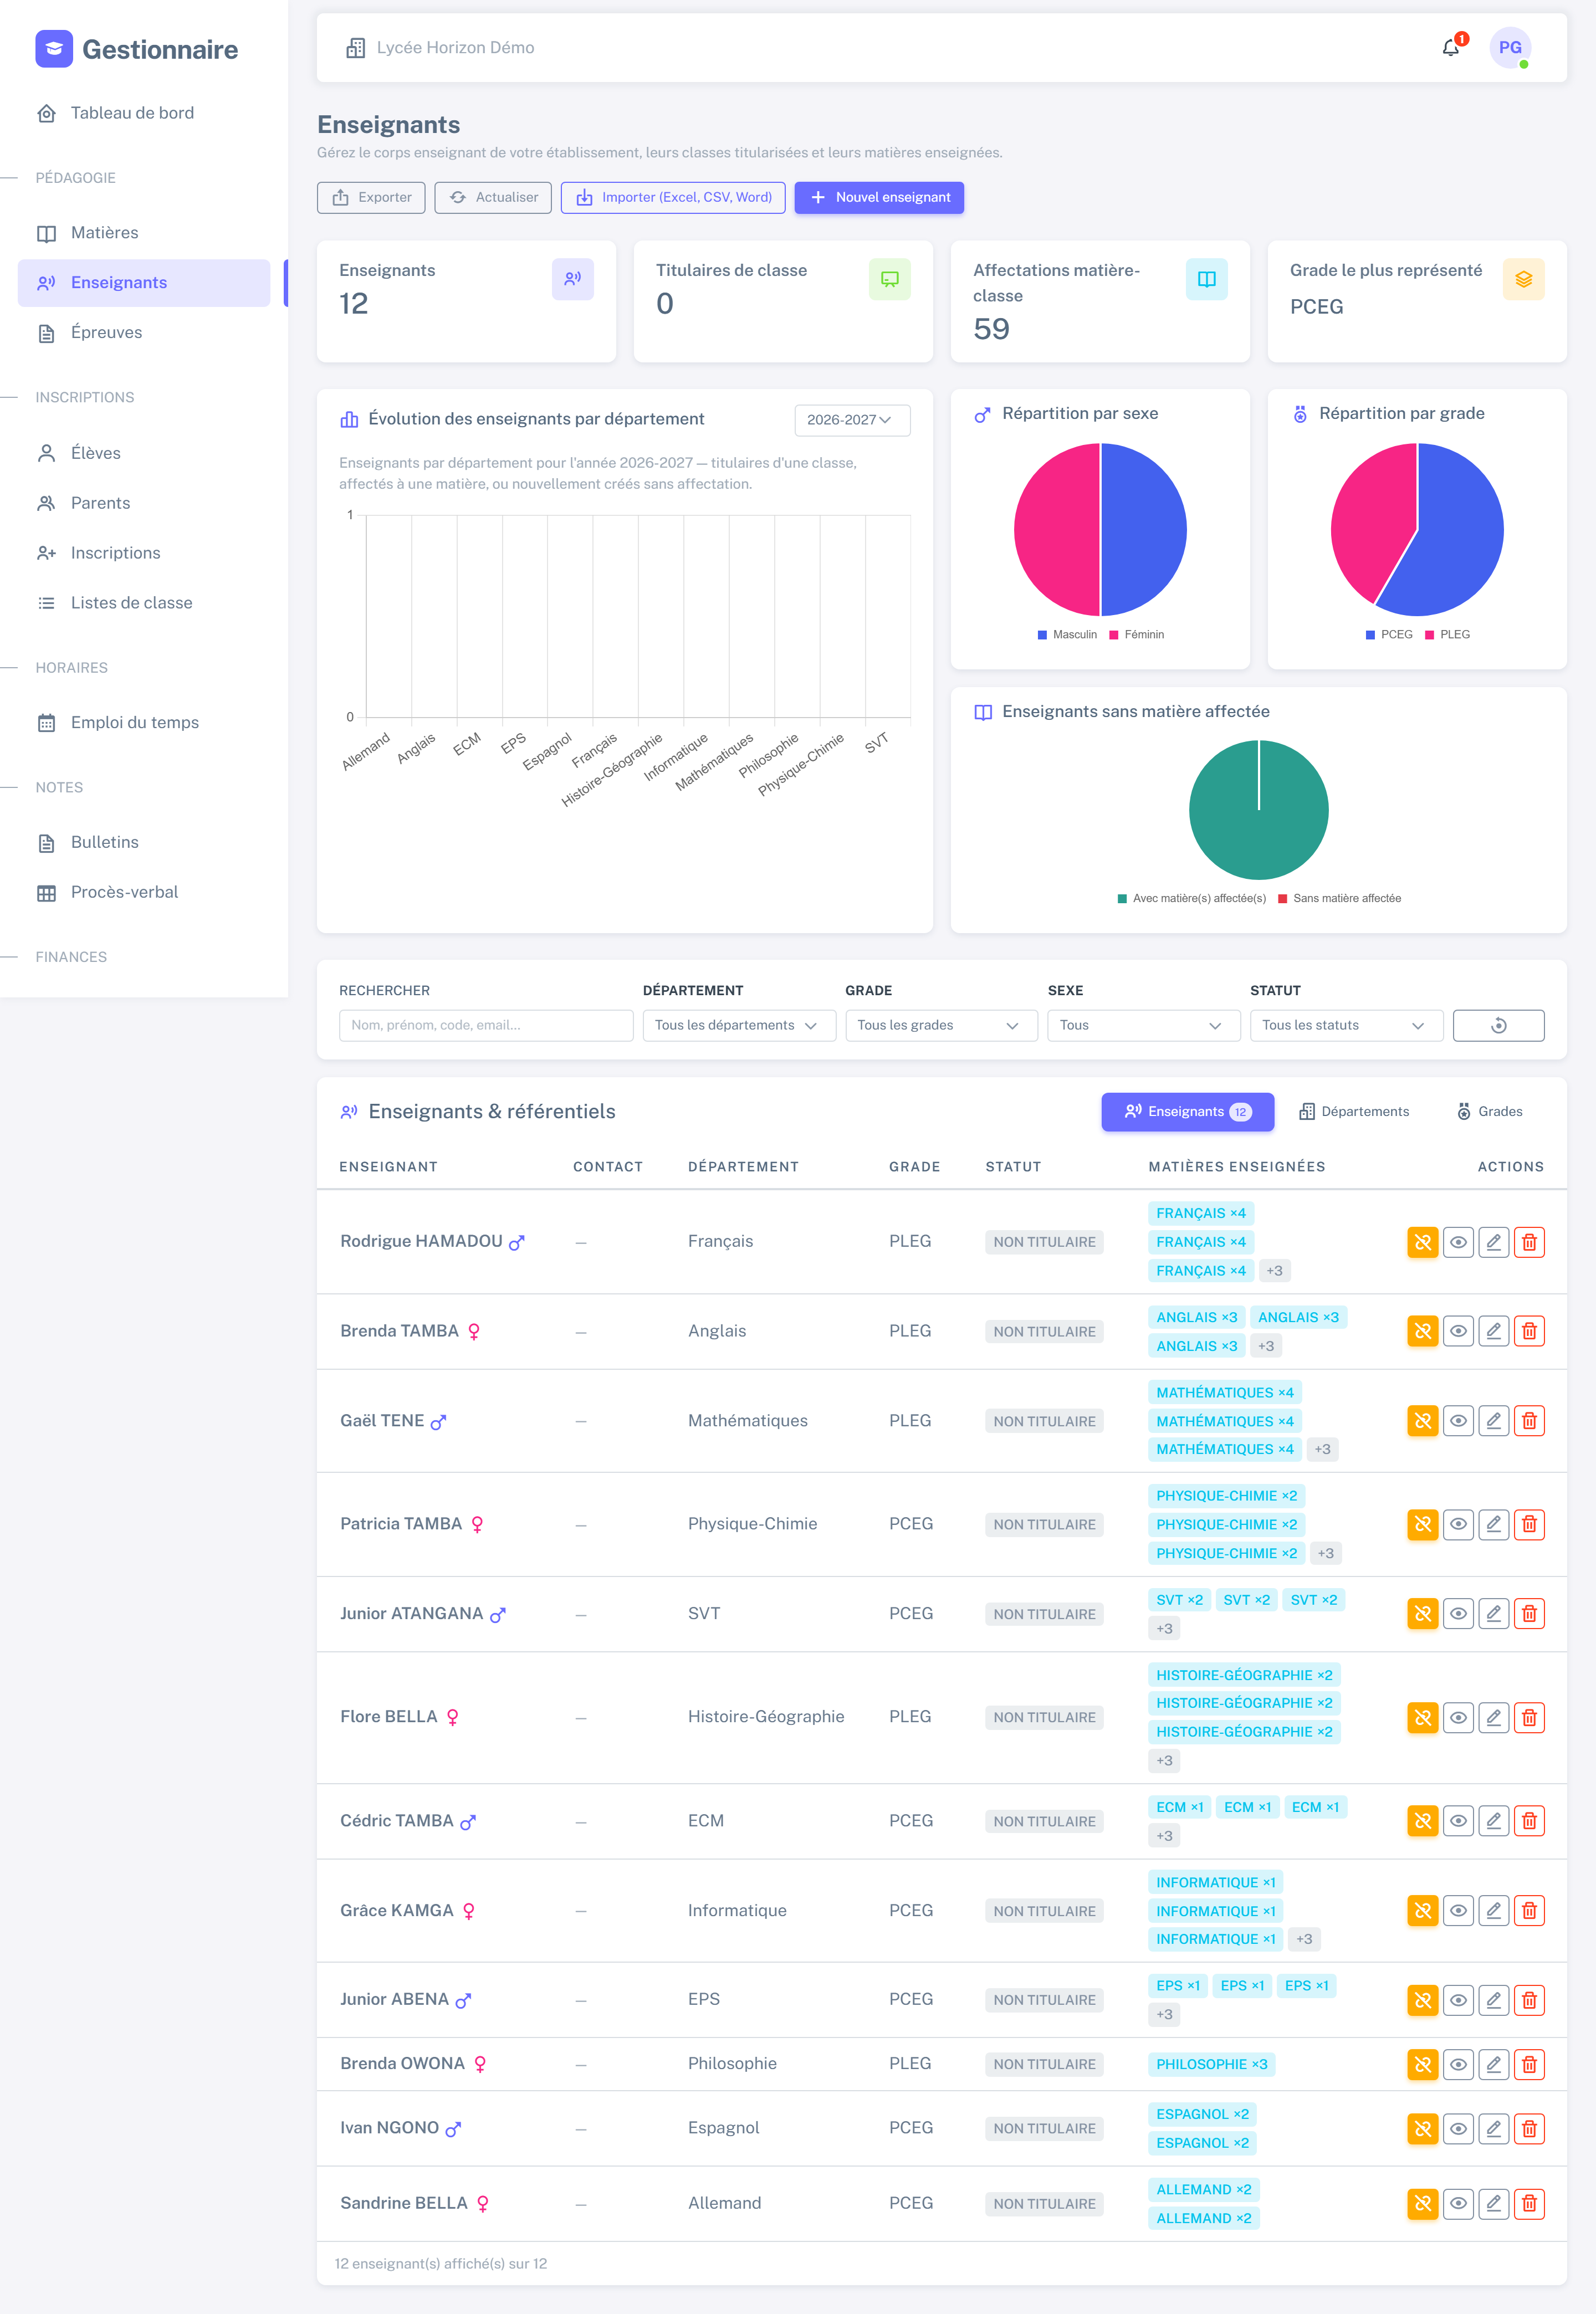 Gestionnaire
Tableau de bord
PÉDAGOGIE
Matières
Enseignants
Épreuves
INSCRIPTIONS
Élèves
Parents
Inscriptions
Listes de classe
HORAIRES
Emploi du temps
NOTES
Bulletins
Procès-verbal
FINANCES
Lycée Horizon Démo
1
PG
Enseignants
Gérez le corps enseignant de votre établissement, leurs classes titularisées et leurs matières enseignées.
Exporter Actualiser Importer (Excel, CSV, Word) Nouvel enseignant
Enseignants
12
Titulaires de classe
0
Affectations matière-
classe
59
Grade le plus représenté
PCEG
Évolution des enseignants par département 2026-2027
Enseignants par département pour l'année 2026-2027 — titulaires d'une classe,
affectés à une matière, ou nouvellement créés sans affectation.
1
0
Allemand Anglais ECM EPS Espagnol Français Histoire-Géographie Informatique Mathématiques Philosophie Physique-Chimie SVT
Répartition par sexe
Masculin Féminin
Répartition par grade
PCEG PLEG
Enseignants sans matière affectée
Avec matière(s) affectée(s) Sans matière affectée
RECHERCHER DÉPARTEMENT GRADE SEXE STATUT
Nom, prénom, code, email... Tous les départements Tous les grades Tous Tous les statuts
Enseignants & référentiels Enseignants 12 Départements Grades
ENSEIGNANT CONTACT DÉPARTEMENT GRADE STATUT MATIÈRES ENSEIGNÉES ACTIONS
Rodrigue HAMADOU — Français PLEG NON TITULAIRE
FRANÇAIS ×4
FRANÇAIS ×4
FRANÇAIS ×4 +3
Brenda TAMBA — Anglais PLEG NON TITULAIRE
ANGLAIS ×3 ANGLAIS ×3
ANGLAIS ×3 +3
Gaël TENE — Mathématiques PLEG NON TITULAIRE
MATHÉMATIQUES ×4
MATHÉMATIQUES ×4
MATHÉMATIQUES ×4 +3
Patricia TAMBA — Physique-Chimie PCEG NON TITULAIRE
PHYSIQUE-CHIMIE ×2
PHYSIQUE-CHIMIE ×2
PHYSIQUE-CHIMIE ×2 +3
Junior ATANGANA — SVT PCEG NON TITULAIRE
SVT ×2 SVT ×2 SVT ×2
+3
Flore BELLA — Histoire-Géographie PLEG NON TITULAIRE
HISTOIRE-GÉOGRAPHIE ×2
HISTOIRE-GÉOGRAPHIE ×2
HISTOIRE-GÉOGRAPHIE ×2
+3
Cédric TAMBA — ECM PCEG NON TITULAIRE
ECM ×1 ECM ×1 ECM ×1
+3
Grâce KAMGA — Informatique PCEG NON TITULAIRE
INFORMATIQUE ×1
INFORMATIQUE ×1
INFORMATIQUE ×1 +3
Junior ABENA — EPS PCEG NON TITULAIRE
EPS ×1 EPS ×1 EPS ×1
+3
Brenda OWONA — Philosophie PLEG NON TITULAIRE
PHILOSOPHIE ×3
Ivan NGONO — Espagnol PCEG NON TITULAIRE
ESPAGNOL ×2
ESPAGNOL ×2
Sandrine BELLA — Allemand PCEG NON TITULAIRE
ALLEMAND ×2
ALLEMAND ×2
12 enseignant(s) affiché(s) sur 12